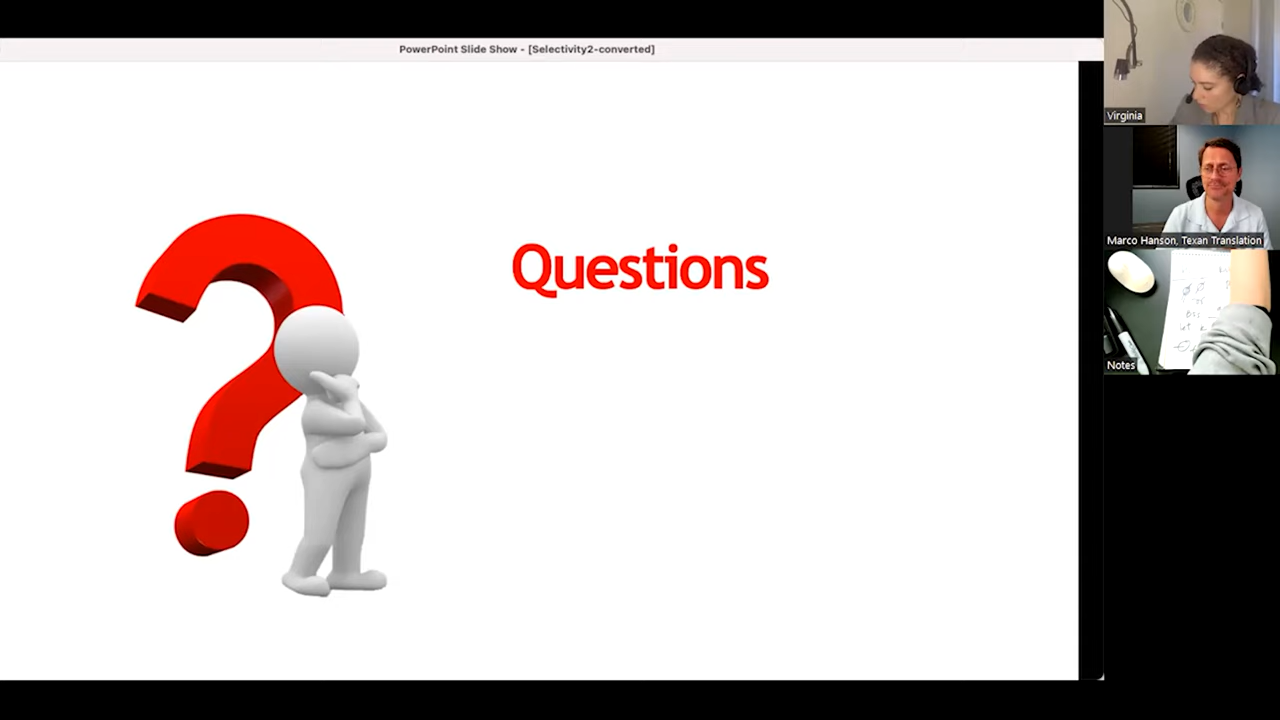 PowerPoint Slide Show - [Selectivity2-converted]
Questions
Virginia
Marco Hanson, Texan Translation
Notes